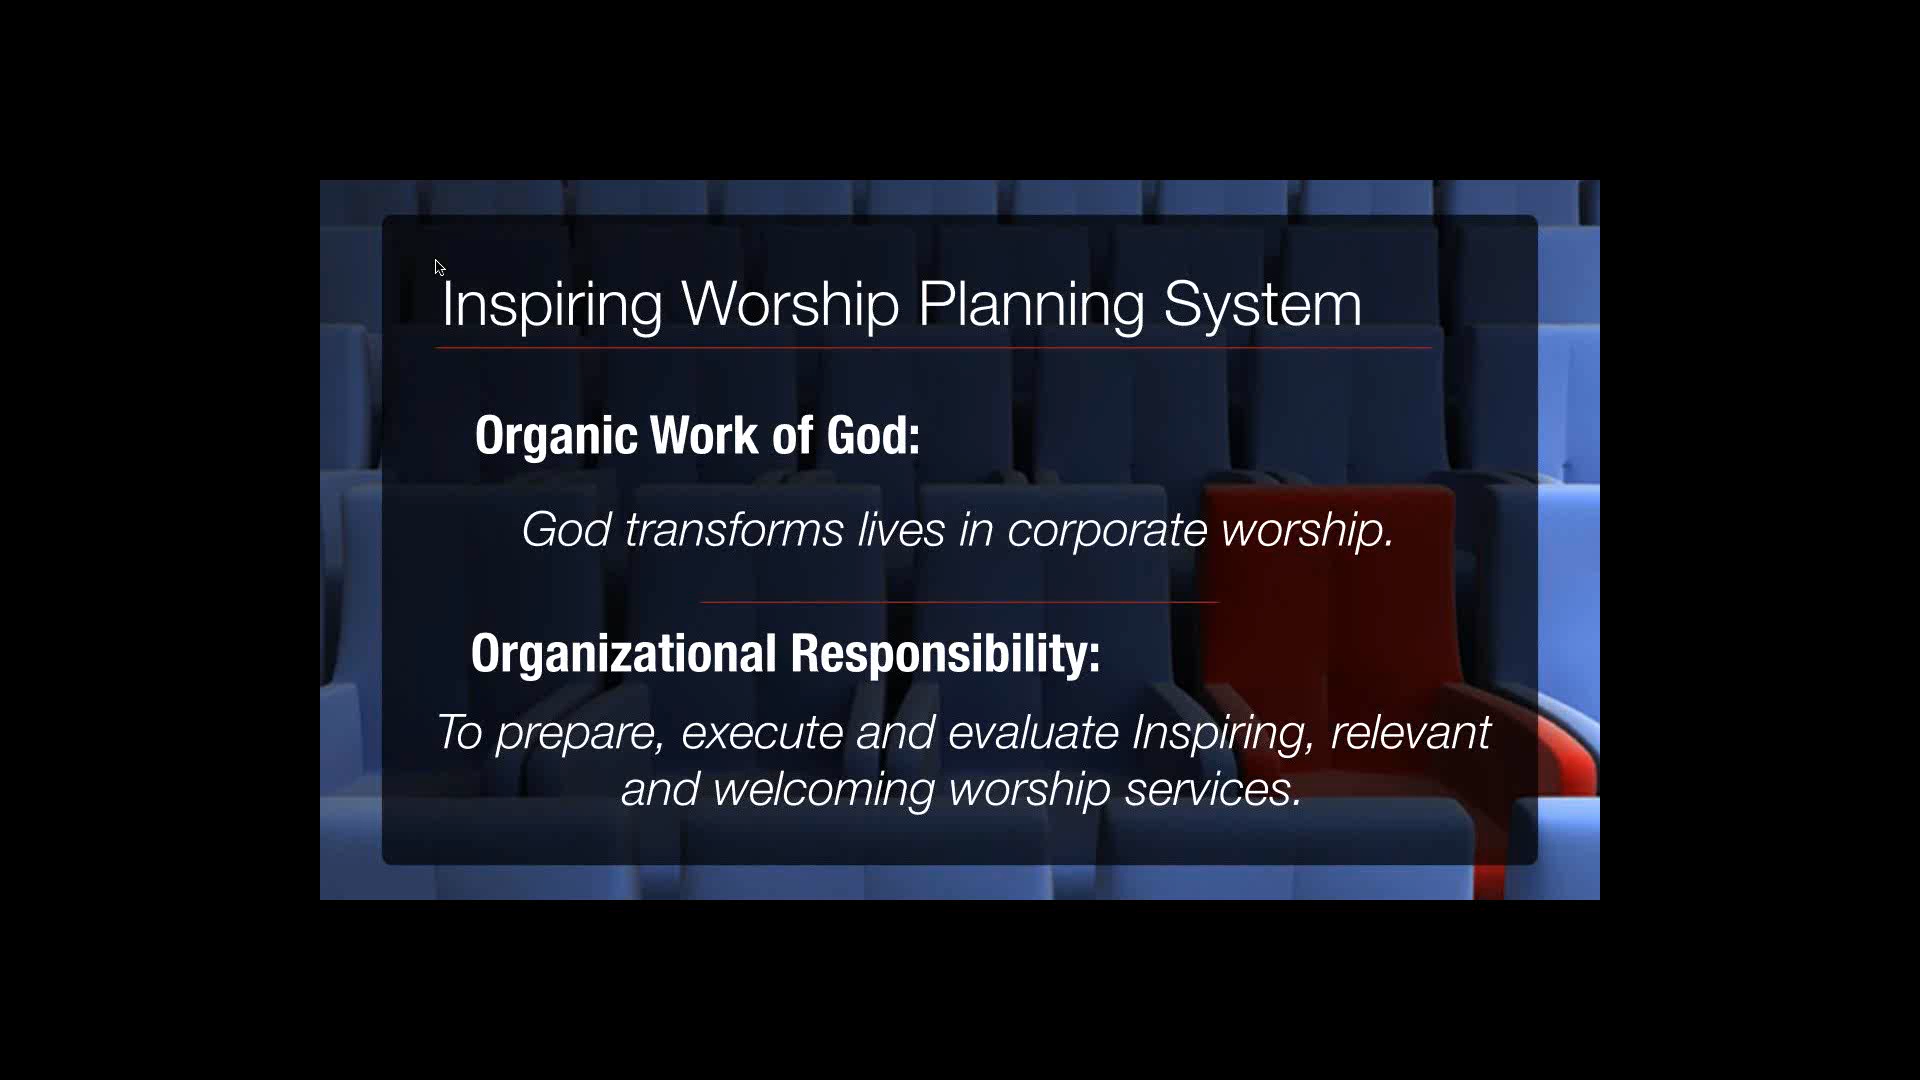 Inspiring Worship Planning System
Organic Work of God:
God transforms lives in corporate worship.
Organizational Responsibility:
To prepare, execute and evaluate Inspiring, relevant
and welcoming worship services.